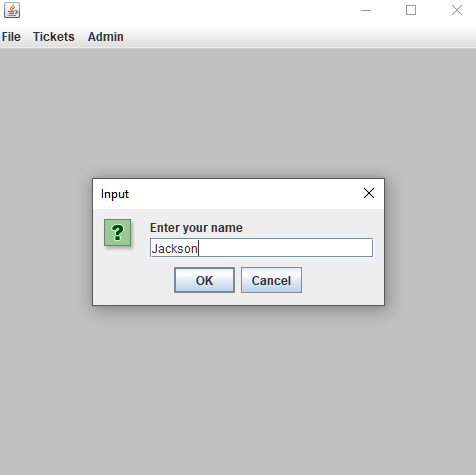 File Tickets Admin
Input
?
Enter your name
Jackson
OK Cancel